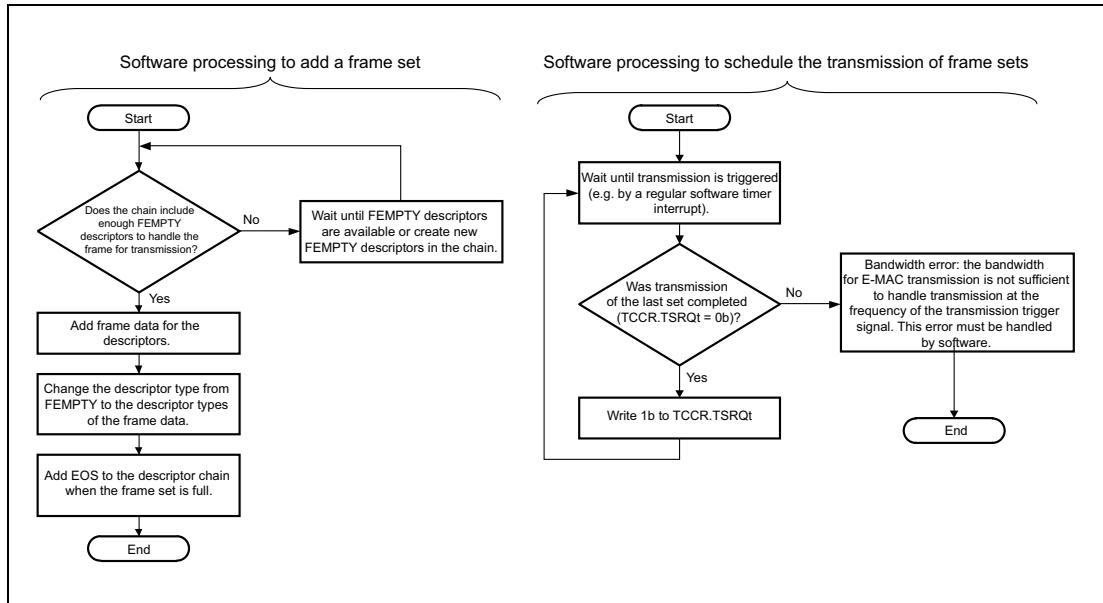 Software processing to add a frame set
Start
Does the chain include
enough FEMPTY
descriptors to handle the
frame for transmission?
No
Wait until FEMPTY descriptors
are available or create new
FEMPTY descriptors in the chain.
Yes
Add frame data for the
descriptors.
Change the descriptor type from
FEMPTY to the descriptor types
of the frame data.
Add EOS to the descriptor chain
when the frame set is full.
End
Software processing to schedule the transmission of frame sets
Start
Wait until transmission is triggered
(e.g. by a regular software timer
interrupt).
Was transmission
of the last set completed
(TCCR.TSRQt = 0b)?
No
Bandwidth error: the bandwidth
for E-MAC transmission is not sufficient
to handle transmission at the
frequency of the transmission trigger
signal. This error must be handled
by software.
Yes
Write 1b to TCCR.TSRQt
End